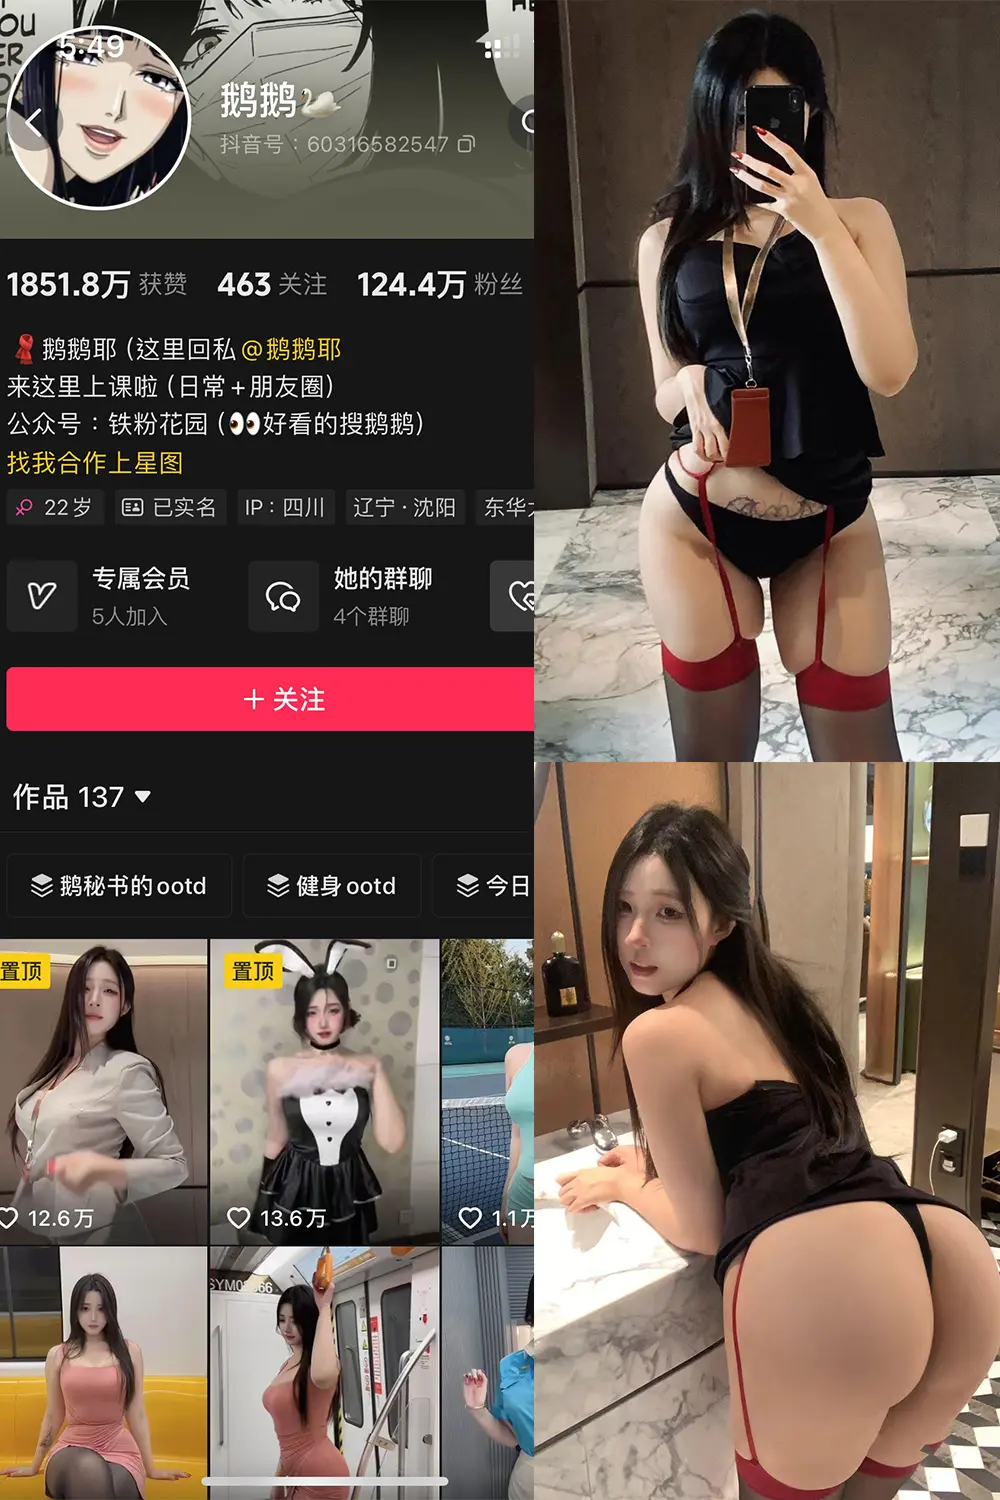 5:49
鹅鹅🦢
抖音号：60316582547
1851.8万 获赞 463 关注 124.4万 粉丝
🧣鹅鹅耶（这里回私 @鹅鹅耶
来这里上课啦（日常+朋友圈）
公众号：铁粉花园（👀好看的搜鹅鹅）
找我合作上星图
22岁 已实名 IP：四川 辽宁·沈阳 东华
专属会员 她的群聊
5人加入 4个群聊
+ 关注
作品 137
鹅秘书的ootd 健身ootd 今日
置顶 置顶
12.6万 13.6万 1.1万